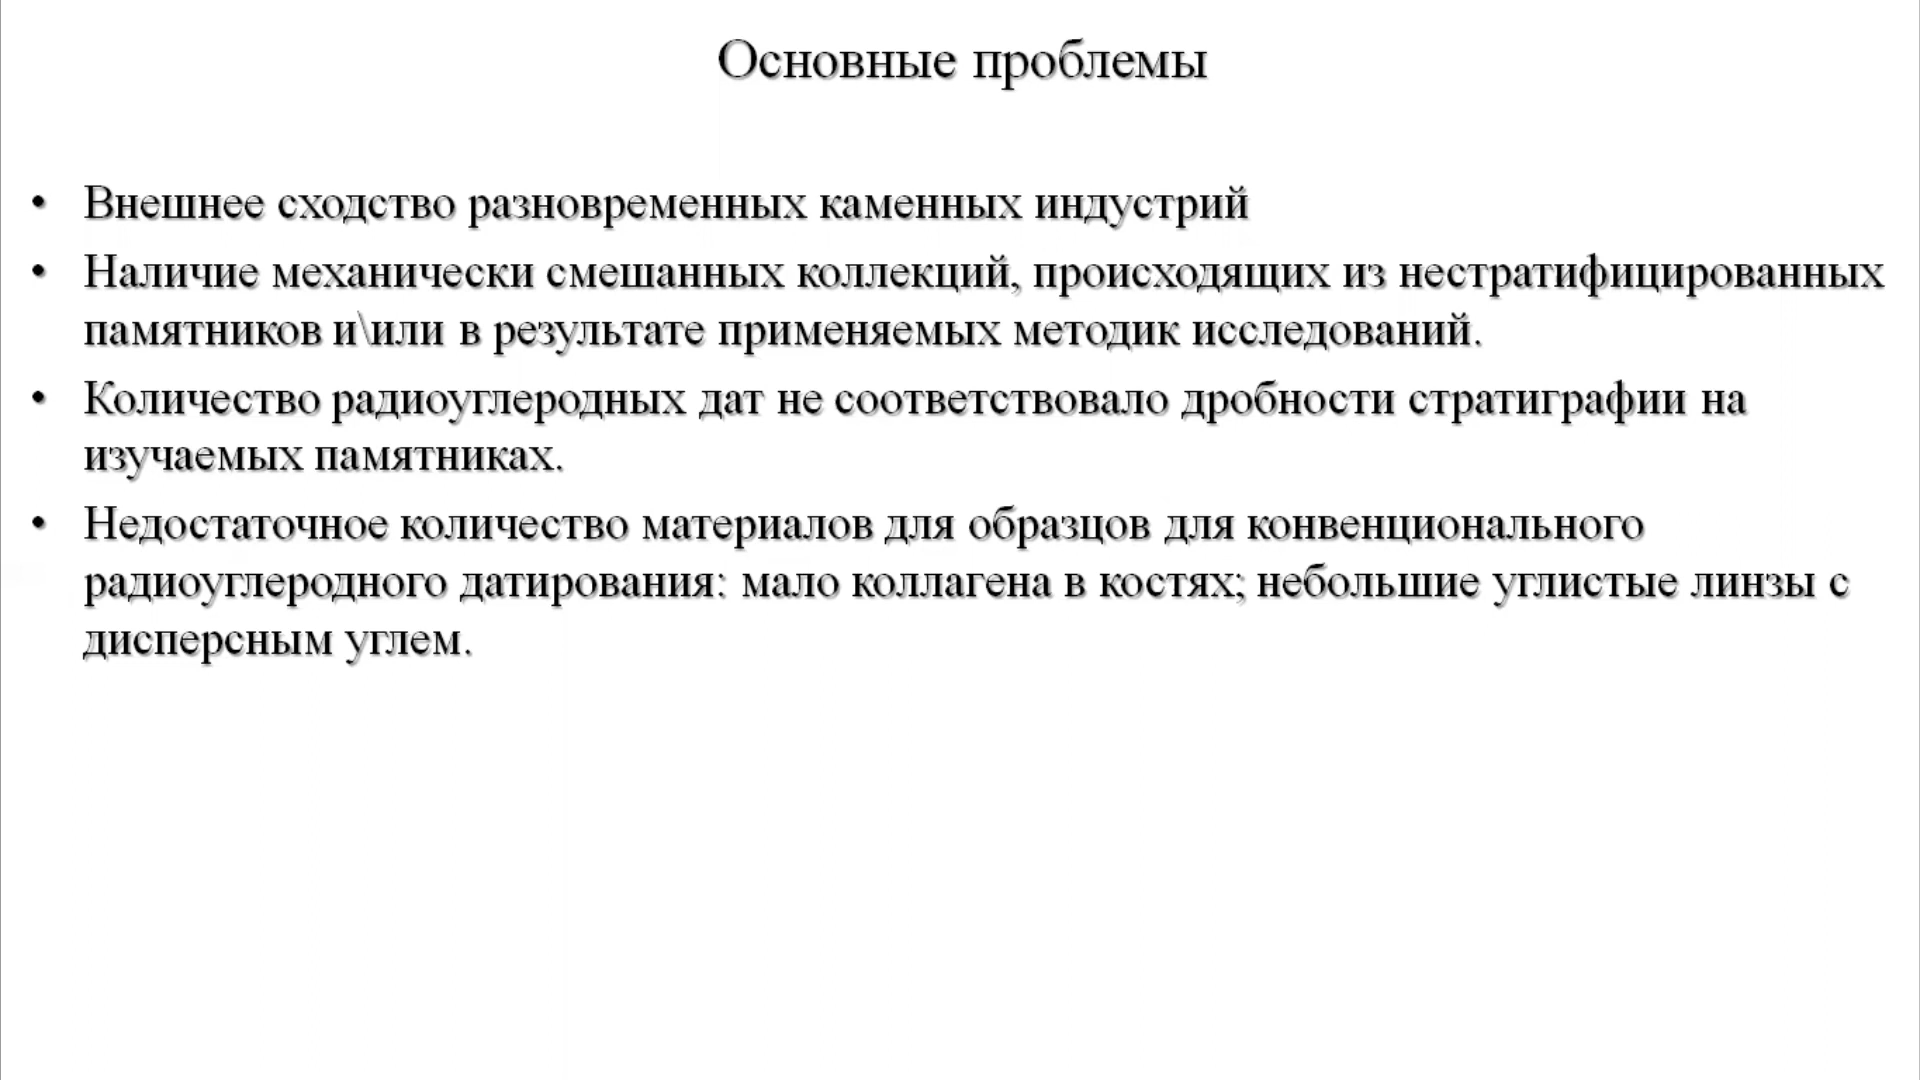 Основные проблемы
• Внешнее сходство разновременных каменных индустрий
• Наличие механически смешанных коллекций, происходящих из нестратифицированных
памятников и\или в результате применяемых методик исследований.
• Количество радиоуглеродных дат не соответствовало дробности стратиграфии на
изучаемых памятниках.
• Недостаточное количество материалов для образцов для конвенционального
радиоуглеродного датирования: мало коллагена в костях; небольшие углистые линзы с
дисперсным углем.